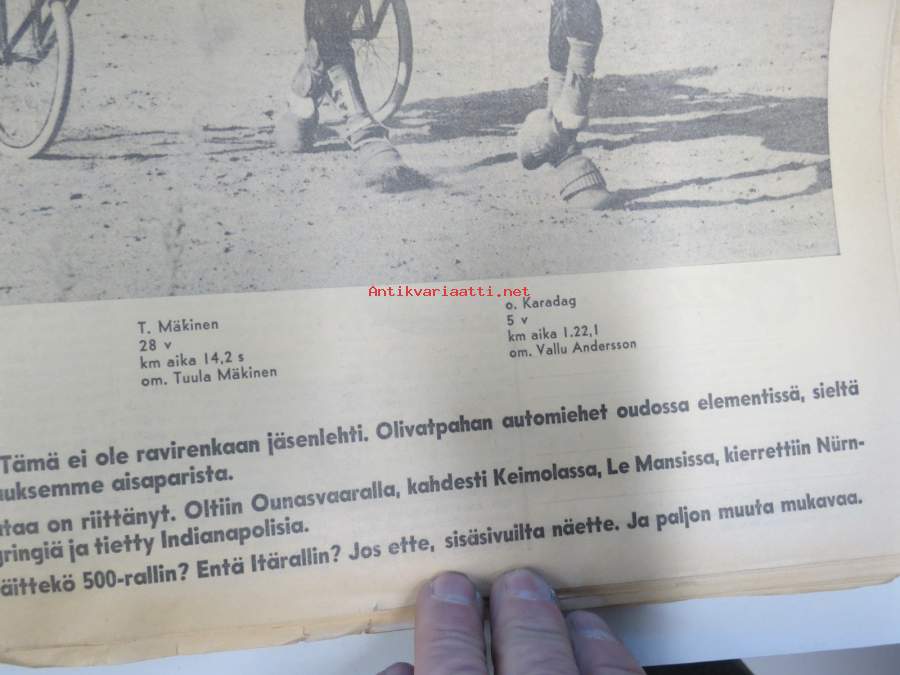 Antikvariaatti.net
T. Mäkinen
28 v
km aika 14,2 s
om. Tuula Mäkinen
o. Karadag
5 v
km aika 1.22,1
om. Vallu Andersson
Tämä ei ole ravirenkaan jäsenlehti. Olivatpahan automiehet oudossa elementissä, sieltä
uksemme aisaparista.
taa on riittänyt. Oltiin Ounasvaaralla, kahdesti Keimolassa, Le Mansissa, kierrettiin Nürn-
gringiä ja tietty Indianapolisia.
äittekö 500-rallin? Entä Itärallin? Jos ette, sisäsivuilta näette. Ja paljon muuta mukavaa.